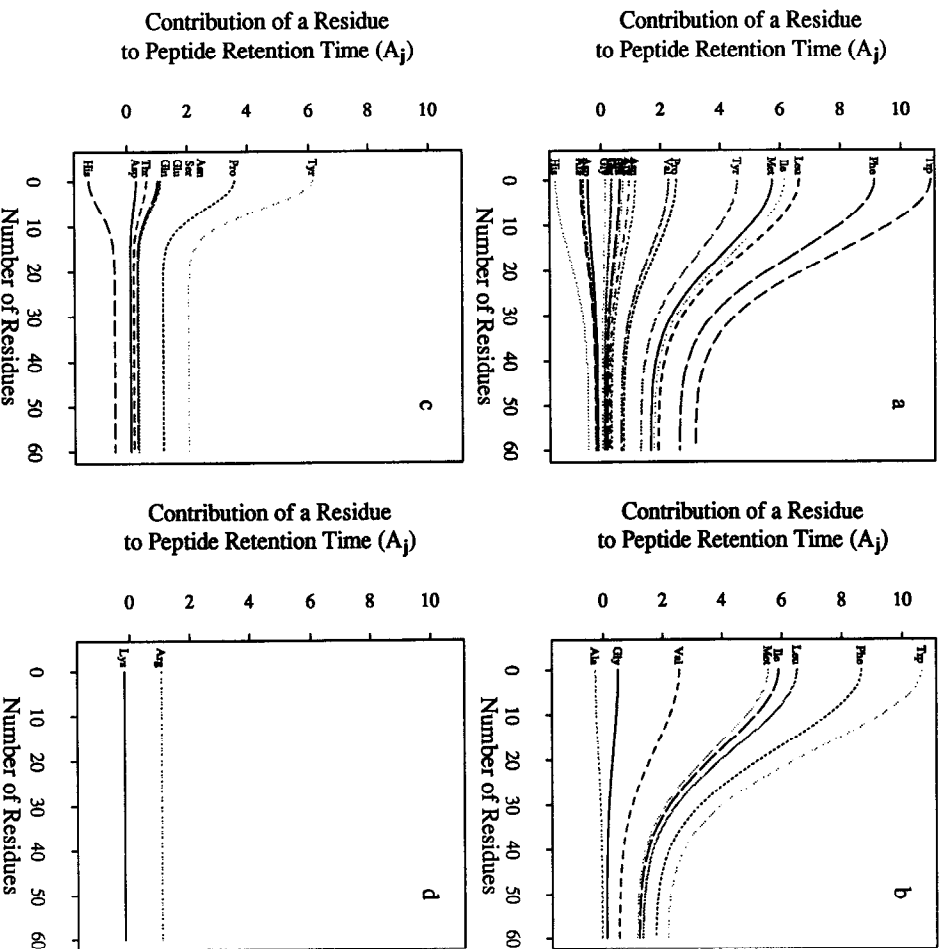 Contribution of a Residue
to Peptide Retention Time (Aj)
0 2 4 6 8 10
His
Asp
Thr
Gln
Glu
Ser
Asn
Pro
Tyr
0
10
20
30
40
50
60
Number of Residues
c
Contribution of a Residue
to Peptide Retention Time (Aj)
0 2 4 6 8 10
His
Gly
Val
Pro
Tyr
Met
Ile
Leu
Phe
Trp
0
10
20
30
40
50
60
Number of Residues
a
Contribution of a Residue
to Peptide Retention Time (Aj)
0 2 4 6 8 10
Lys
Arg
0
10
20
30
40
50
60
Number of Residues
d
Contribution of a Residue
to Peptide Retention Time (Aj)
0 2 4 6 8 10
Ala
Gly
Val
Met
Ile
Leu
Phe
Trp
0
10
20
30
40
50
60
Number of Residues
b